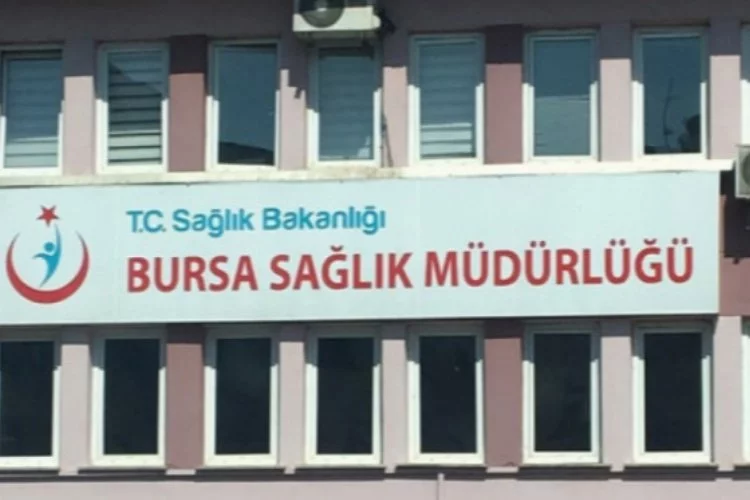 T.C. Sağlık Bakanlığı
BURSA SAĞLIK MÜDÜRLÜĞÜ